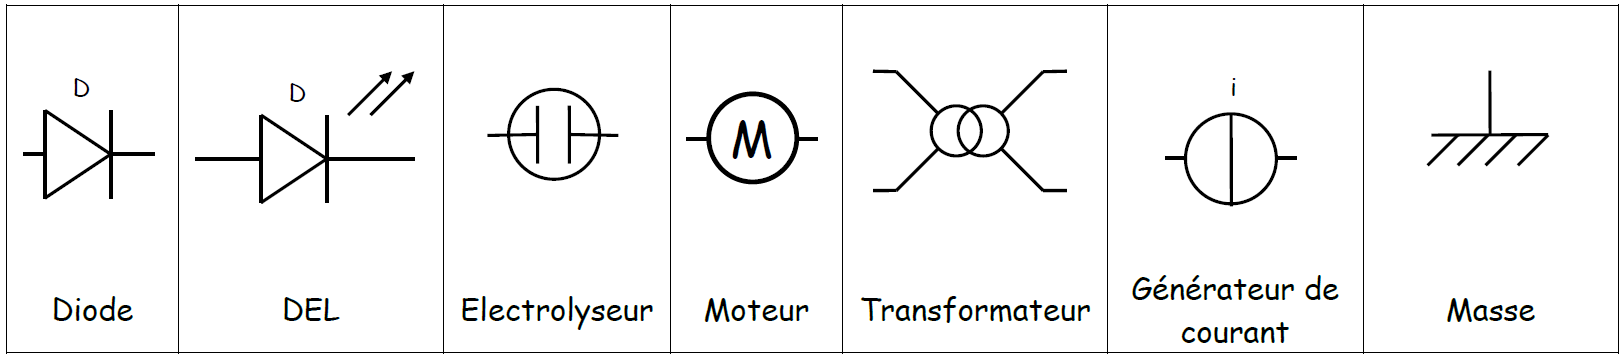 D
D
M
i
Diode
DEL
Electrolyseur
Moteur
Transformateur
Générateur de
courant
Masse